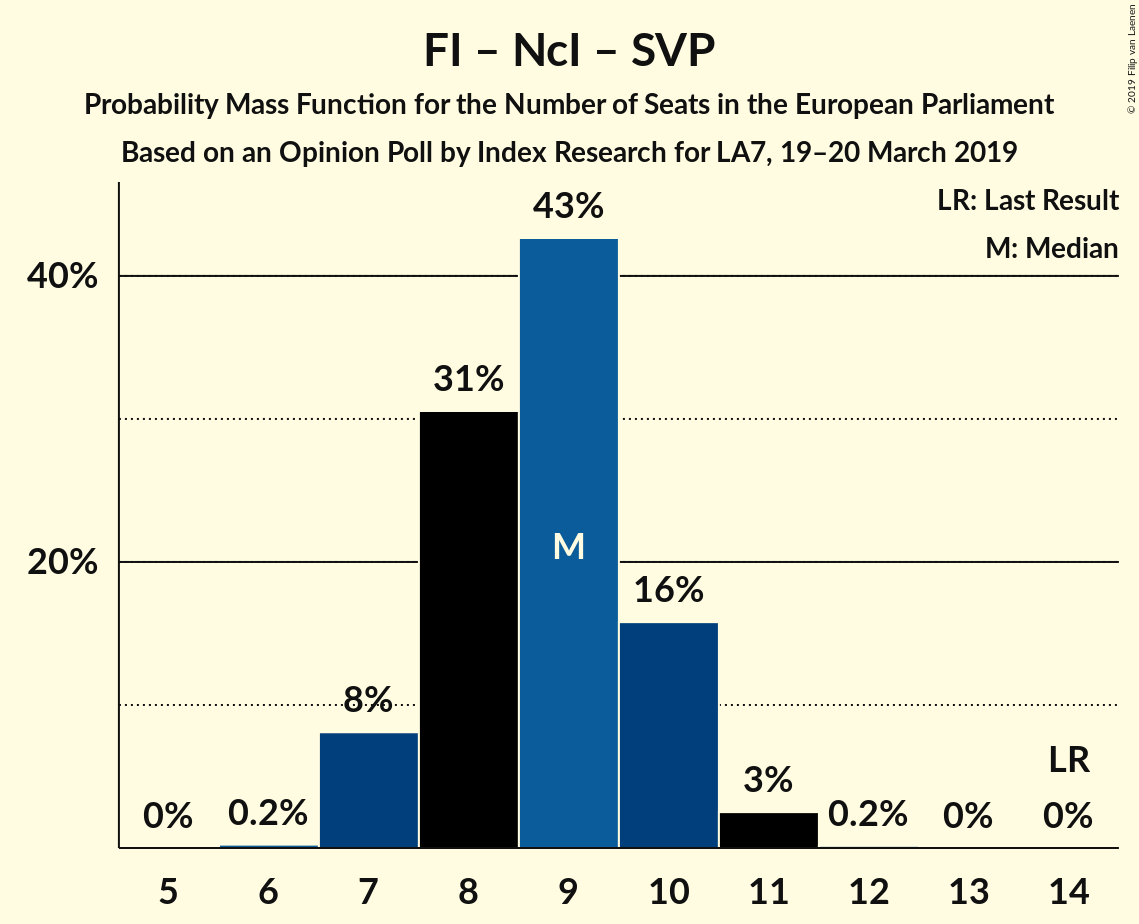 FI – NcI – SVP
Probability Mass Function for the Number of Seats in the European Parliament
Based on an Opinion Poll by Index Research for LA7, 19–20 March 2019
© 2019 Filip van Laenen
LR: Last Result
M: Median
43%
40%
31%
M
20%
16%
8%
LR
3%
0%
0.2%
0.2%
0%
0%
5 6 7 8 9 10 11 12 13 14